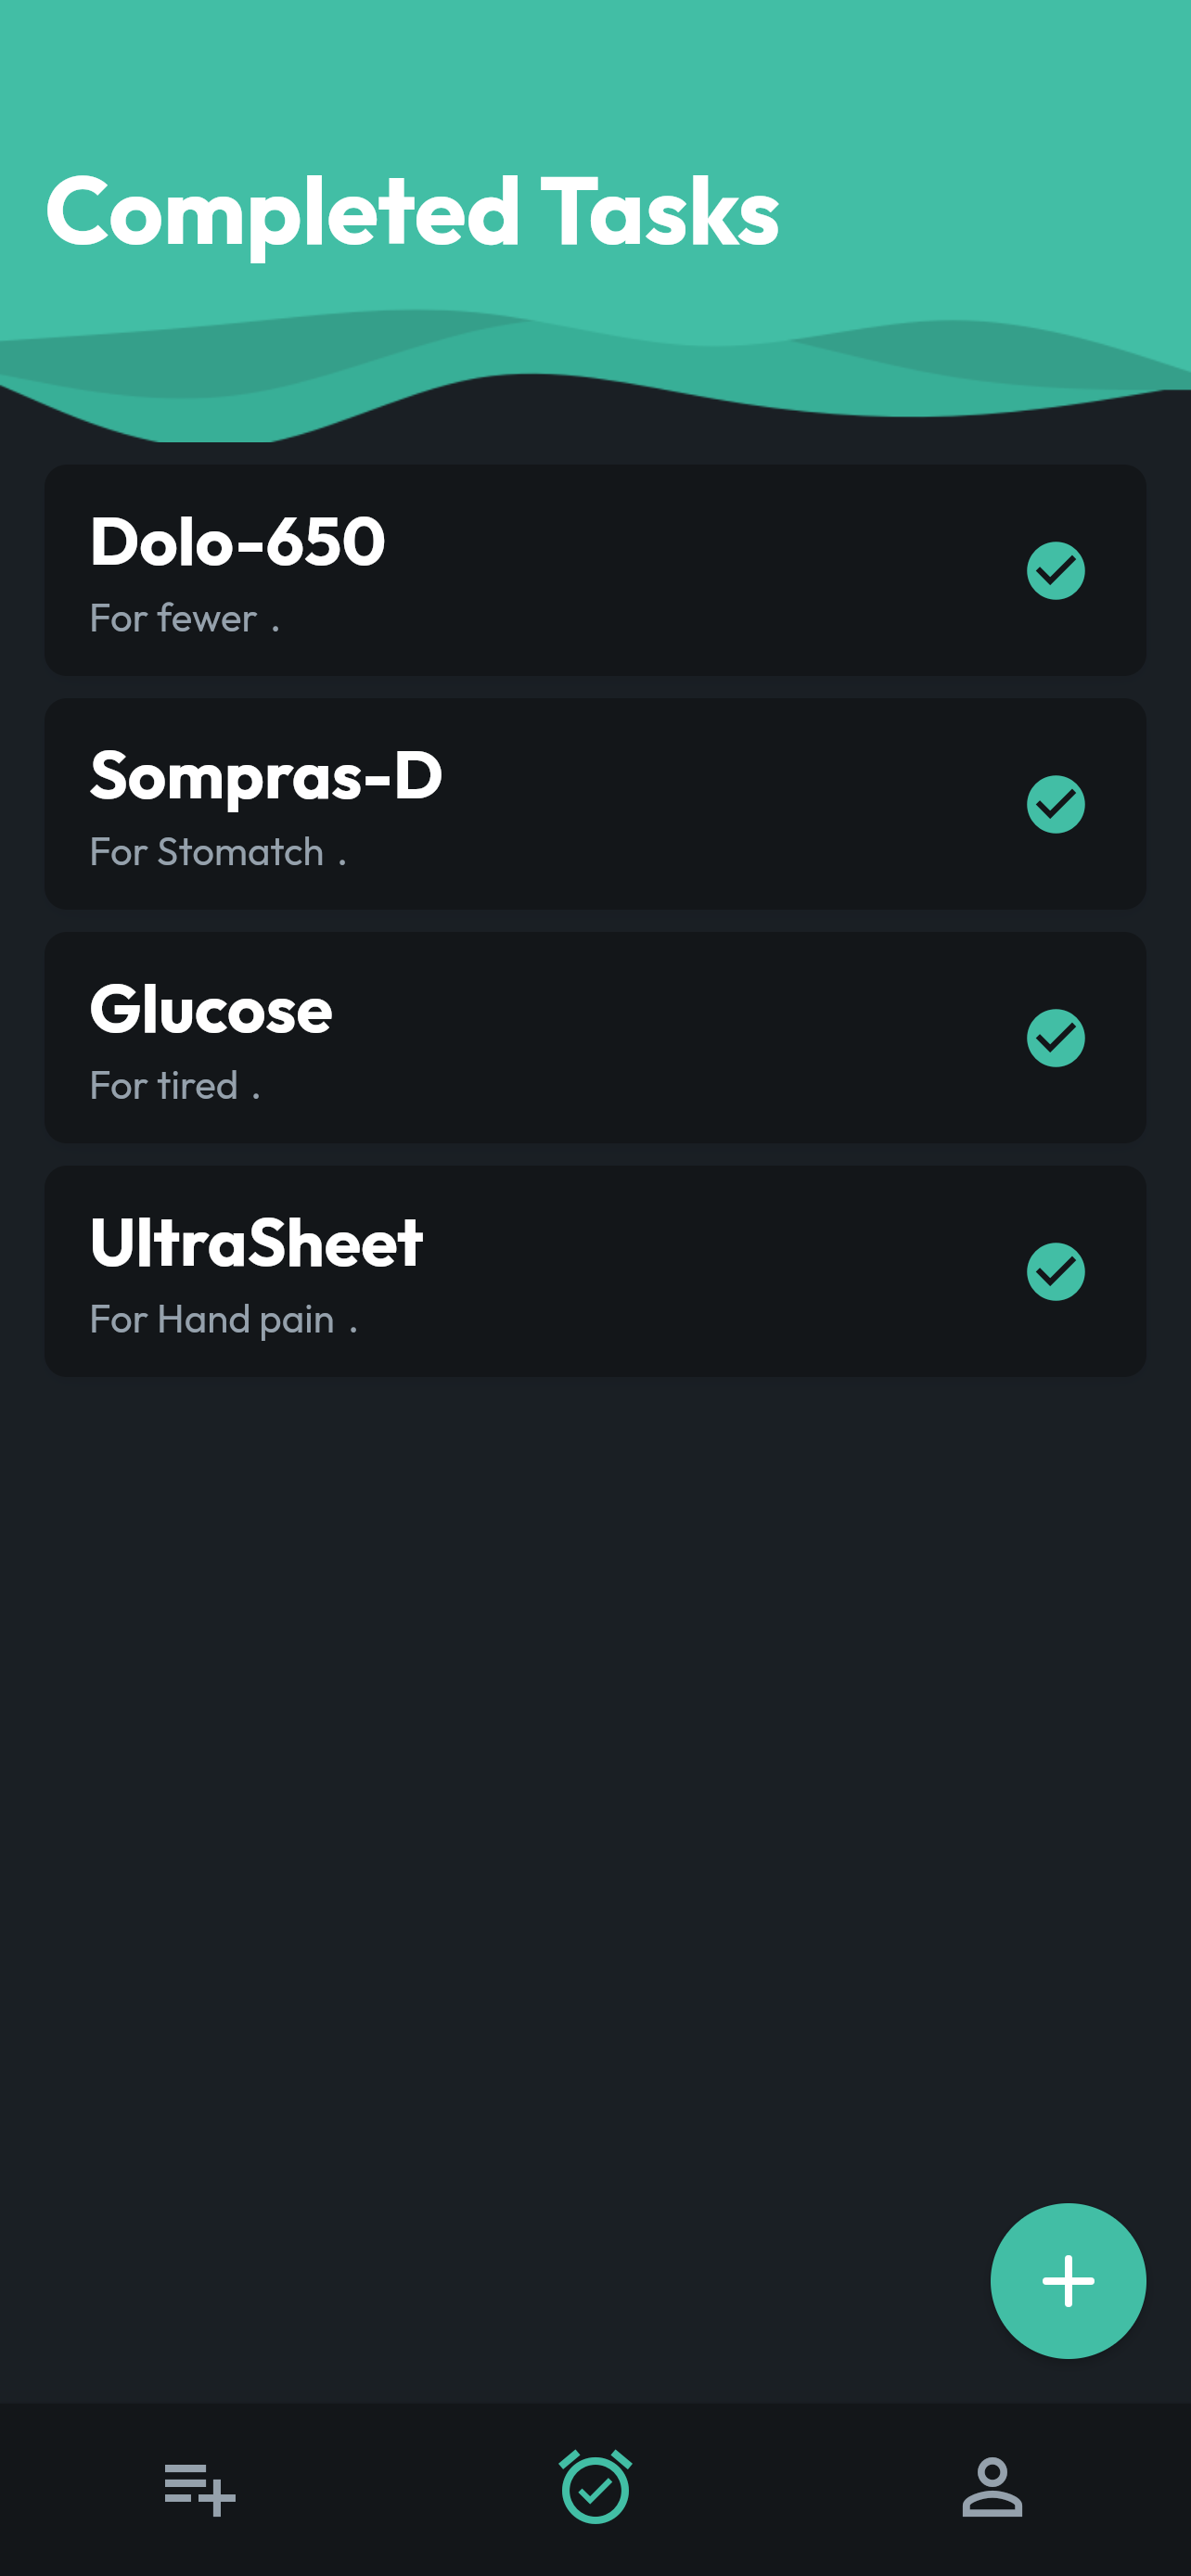 Completed Tasks
Dolo-650
For fewer .
Sompras-D
For Stomatch .
Glucose
For tired .
UltraSheet
For Hand pain .